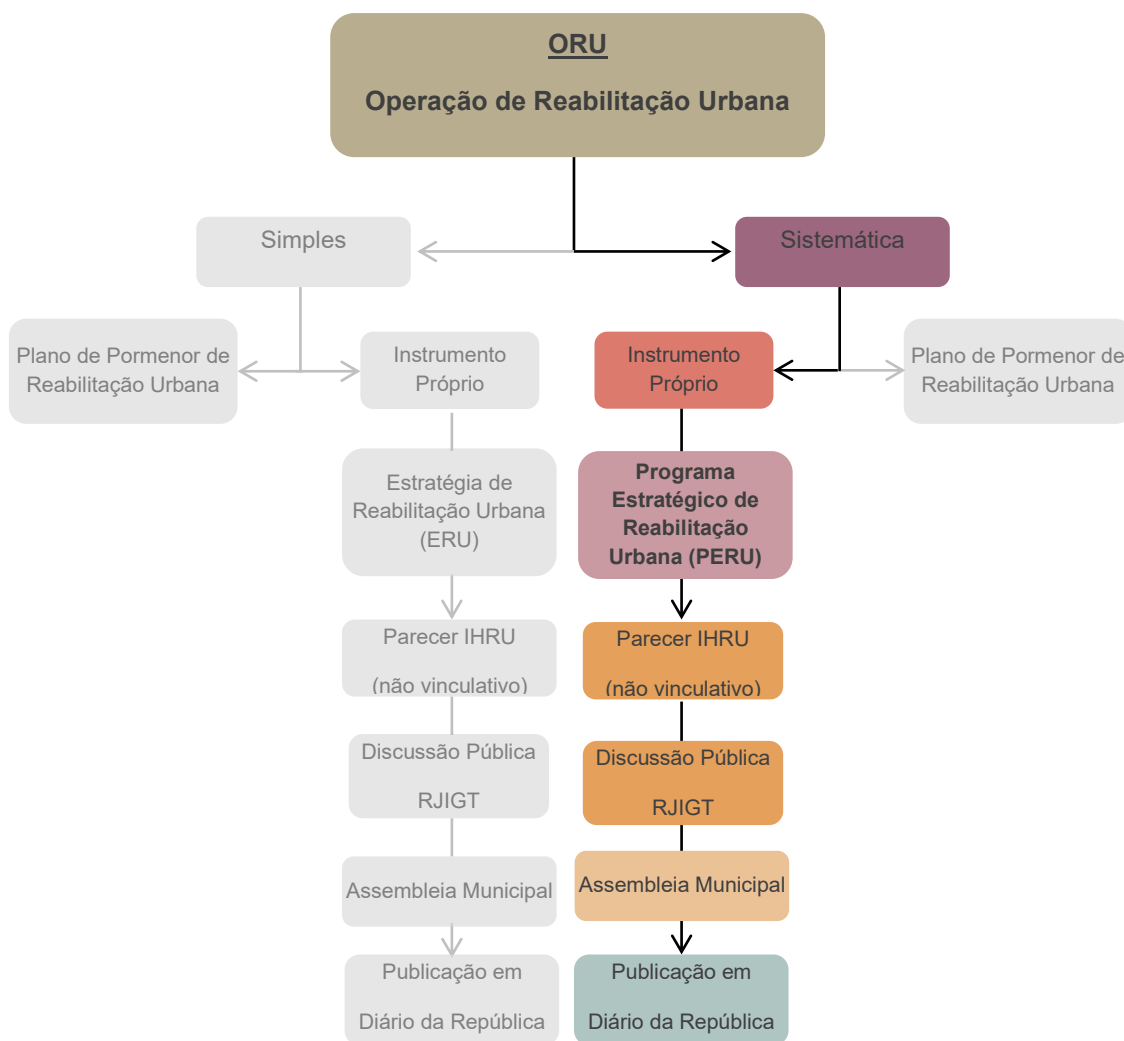 ORU
Operação de Reabilitação Urbana
Simples
Sistemática
Plano de Pormenor de
Reabilitação Urbana
Instrumento
Próprio
Instrumento
Próprio
Plano de Pormenor de
Reabilitação Urbana
Estratégia de
Reabilitação Urbana
(ERU)
Programa
Estratégico de
Reabilitação
Urbana (PERU)
Parecer IHRU
(não vinculativo)
Parecer IHRU
(não vinculativo)
Discussão Pública
RJIGT
Discussão Pública
RJIGT
Assembleia Municipal
Assembleia Municipal
Publicação em
Diário da República
Publicação em
Diário da República